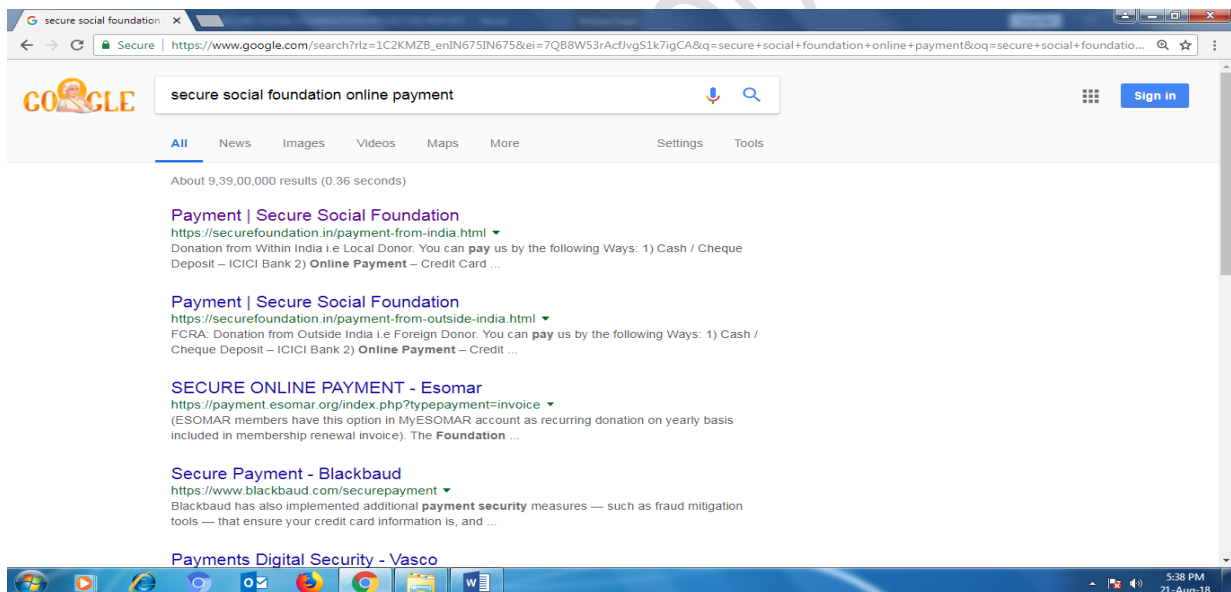 secure social foundation
Secure | https://www.google.com/search?rlz=1C2KMZB_enIN675IN675&ei=7QB8W53rAcfJvgS1k7igCA&q=secure+social+foundation+online+payment&oq=secure+social+foundatio...
GOOGLE secure social foundation online payment
Sign in
All News Images Videos Maps More Settings Tools
About 9,39,00,000 results (0.36 seconds)
Payment | Secure Social Foundation
https://securefoundation.in/payment-from-india.html
Donation from Within India i.e Local Donor. You can pay us by the following Ways: 1) Cash / Cheque
Deposit – ICICI Bank 2) Online Payment – Credit Card ...
Payment | Secure Social Foundation
https://securefoundation.in/payment-from-outside-india.html
FCRA: Donation from Outside India i.e Foreign Donor. You can pay us by the following Ways: 1) Cash /
Cheque Deposit – ICICI Bank 2) Online Payment – Credit ...
SECURE ONLINE PAYMENT - Esomar
https://payment.esomar.org/index.php?typepayment=invoice
(ESOMAR members have this option in MyESOMAR account as recurring donation on yearly basis
included in membership renewal invoice). The Foundation ...
Secure Payment - Blackbaud
https://www.blackbaud.com/securepayment
Blackbaud has also implemented additional payment security measures — such as fraud mitigation
tools — that ensure your credit card information is, and ...
Payments Digital Security - Vasco
5:38 PM
21-Aug-18